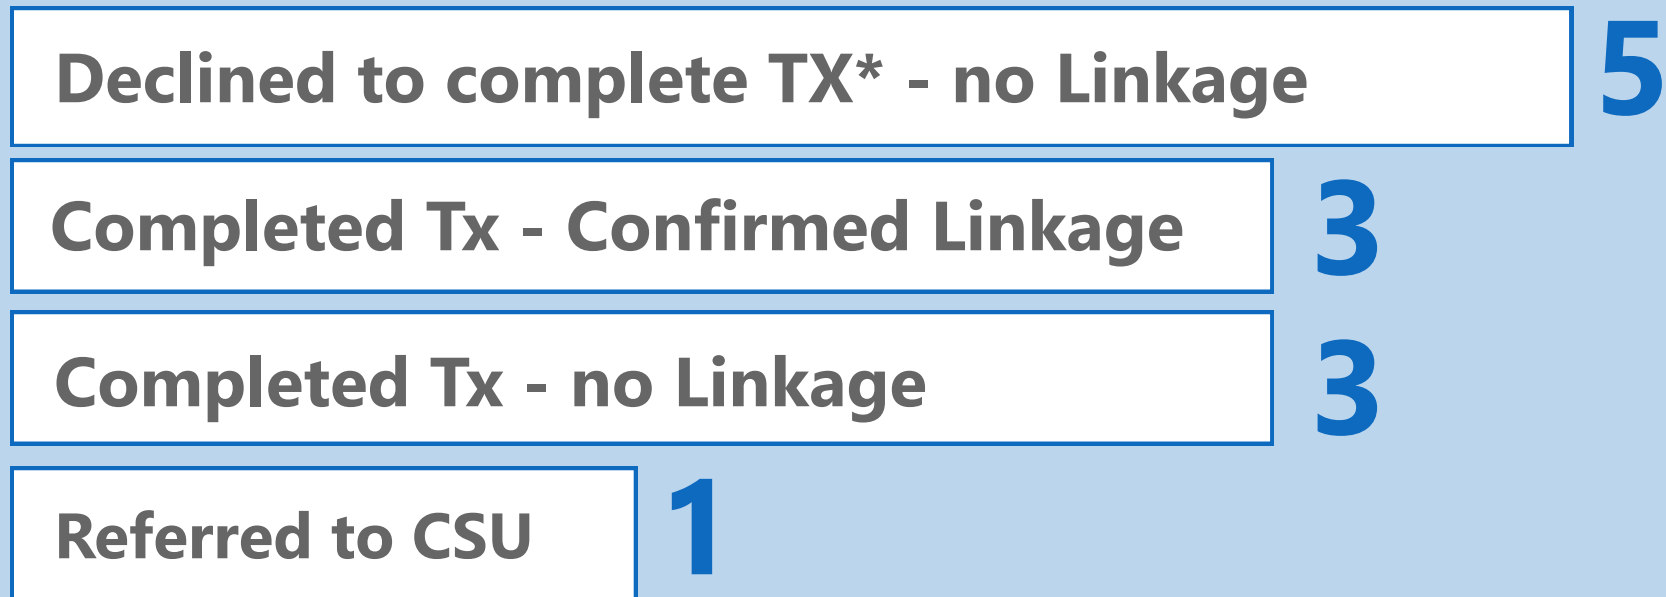 Declined to complete TX* - no Linkage 5
Completed Tx - Confirmed Linkage 3
Completed Tx - no Linkage 3
Referred to CSU 1